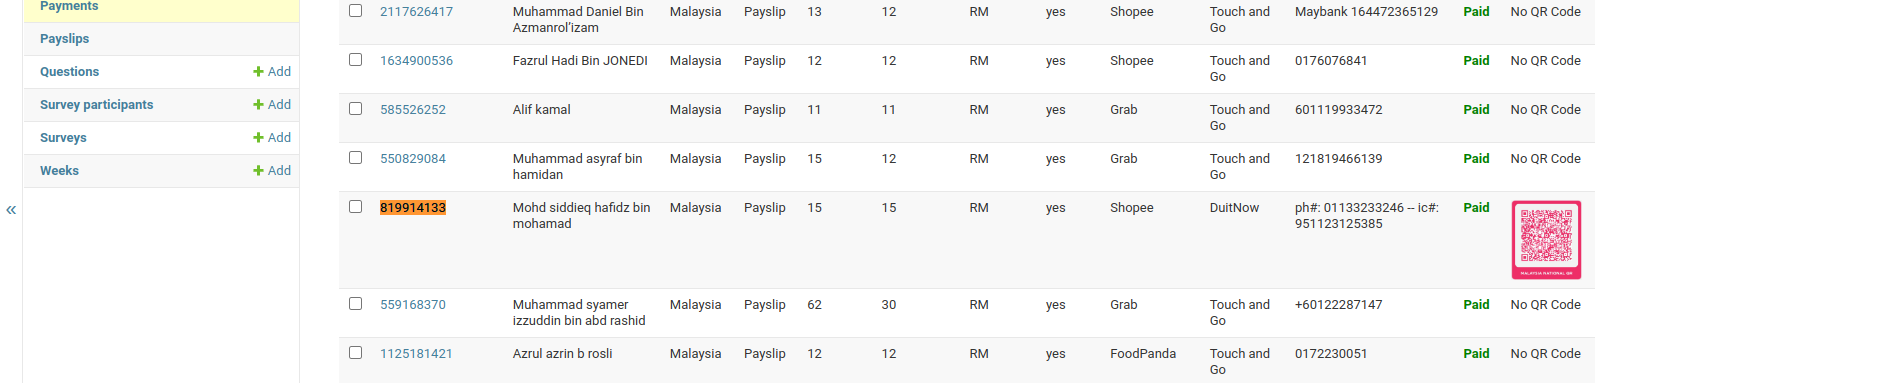 Payments
Payslips
Questions + Add
Survey participants + Add
Surveys + Add
Weeks + Add
«
2117626417 Muhammad Daniel Bin Malaysia Payslip 13 12 RM yes Shopee Touch and Maybank 164472365129 Paid No QR Code
Azmanrol'izam Go
1634900536 Fazrul Hadi Bin JONEDI Malaysia Payslip 12 12 RM yes Shopee Touch and 0176076841 Paid No QR Code
Go
585526252 Alif kamal Malaysia Payslip 11 11 RM yes Grab Touch and 601119933472 Paid No QR Code
Go
550829084 Muhammad asyraf bin Malaysia Payslip 15 12 RM yes Grab Touch and 121819466139 Paid No QR Code
hamidan Go
819914133 Mohd siddieq hafidz bin Malaysia Payslip 15 15 RM yes Shopee DuitNow ph#: 01133233246 -- ic#: Paid
mohamad 951123125385
MALAYSIA NATIONAL QR
559168370 Muhammad syamer Malaysia Payslip 62 30 RM yes Grab Touch and +60122287147 Paid No QR Code
izzuddin bin abd rashid Go
1125181421 Azrul azrin b rosli Malaysia Payslip 12 12 RM yes FoodPanda Touch and 0172230051 Paid No QR Code
Go